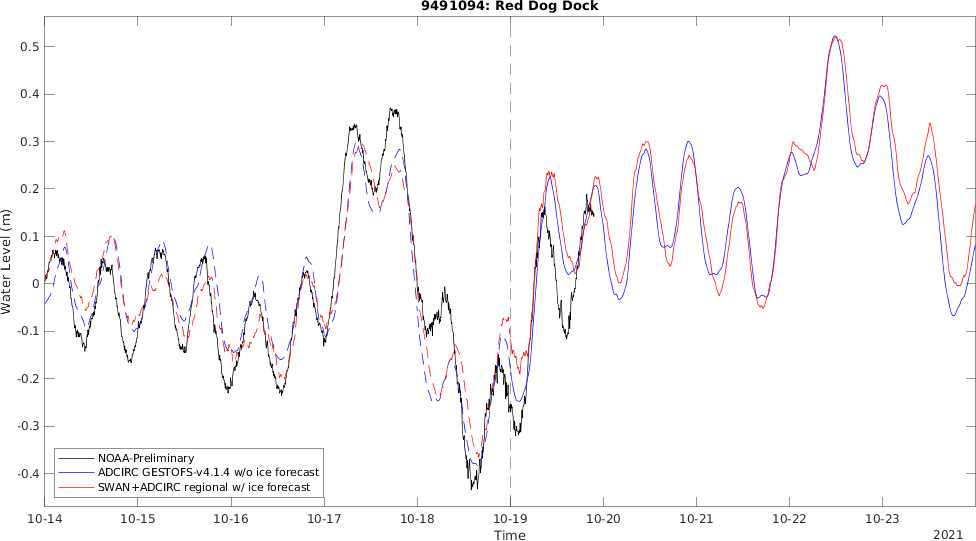 9491094: Red Dog Dock
Water Level (m)
0.5
0.4
0.3
0.2
0.1
0
-0.1
-0.2
-0.3
-0.4
NOAA-Preliminary
ADCIRC GESTOFS-v4.1.4 w/o ice forecast
SWAN+ADCIRC regional w/ ice forecast
10-14 10-15 10-16 10-17 10-18 10-19 10-20 10-21 10-22 10-23
Time
2021